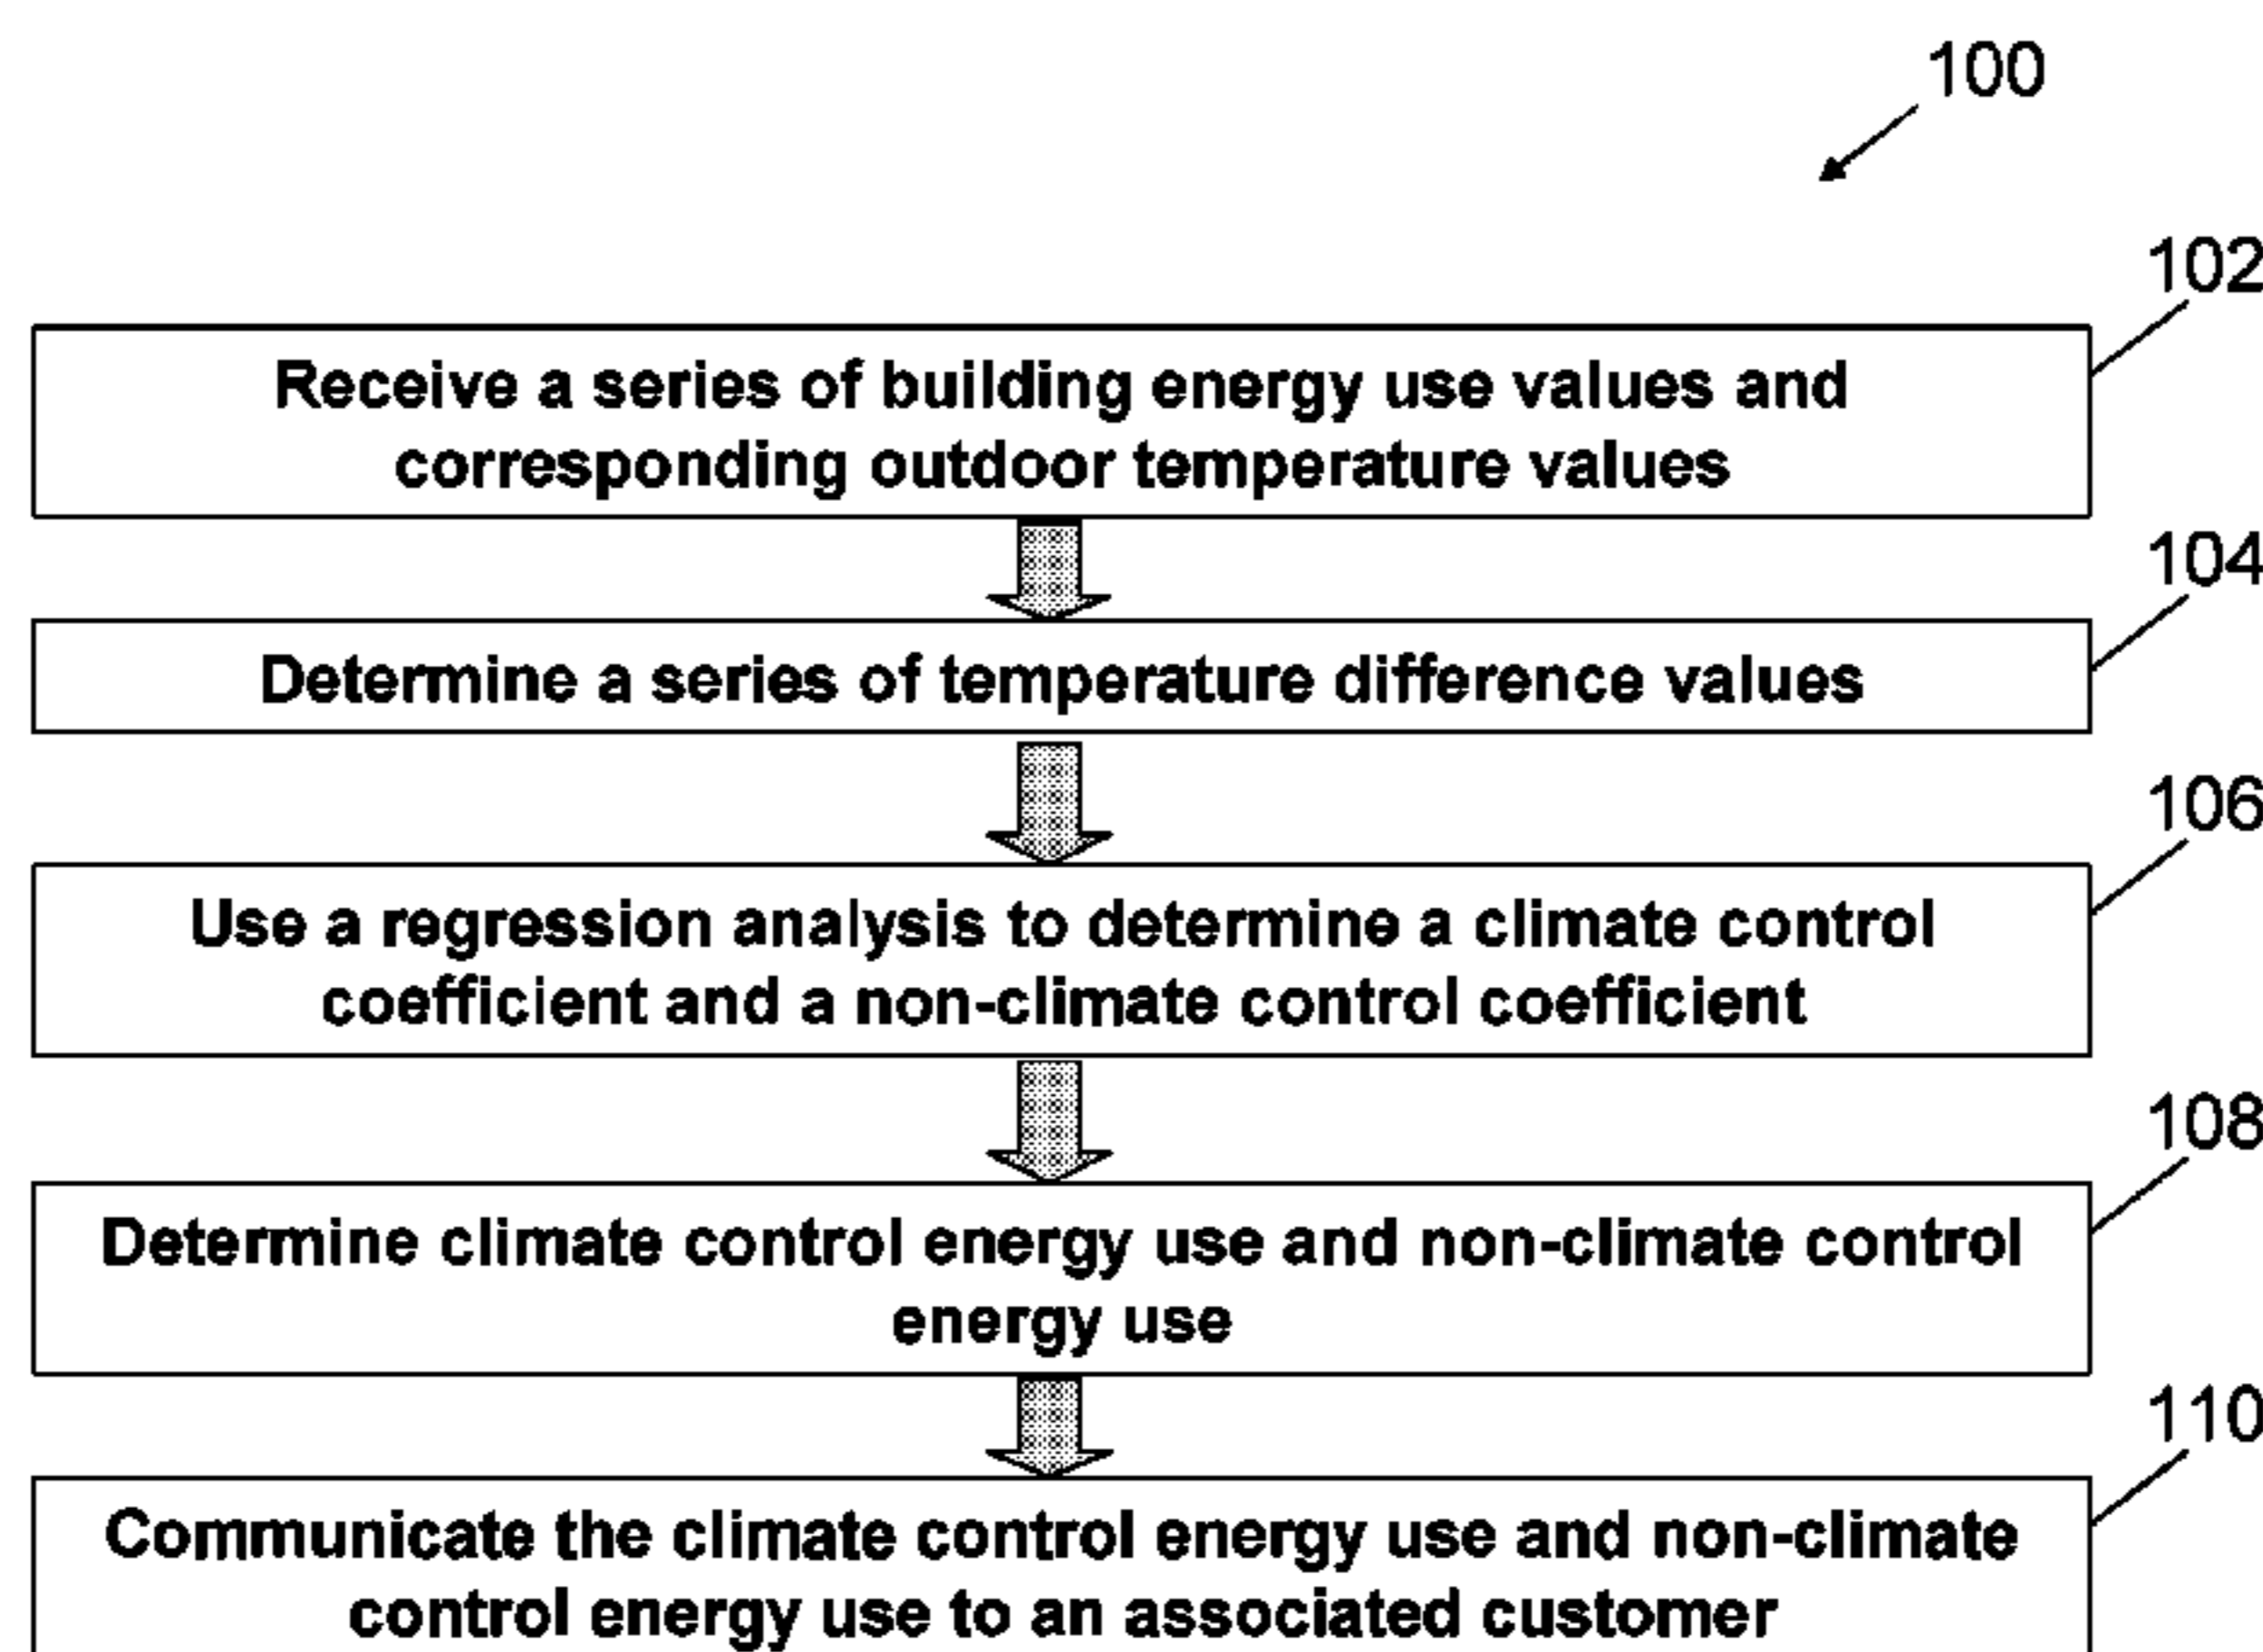 100
102
Receive a series of building energy use values and
corresponding outdoor temperature values
104
Determine a series of temperature difference values
106
Use a regression analysis to determine a climate control
coefficient and a non-climate control coefficient
108
Determine climate control energy use and non-climate control
energy use
110
Communicate the climate control energy use and non-climate
control energy use to an associated customer